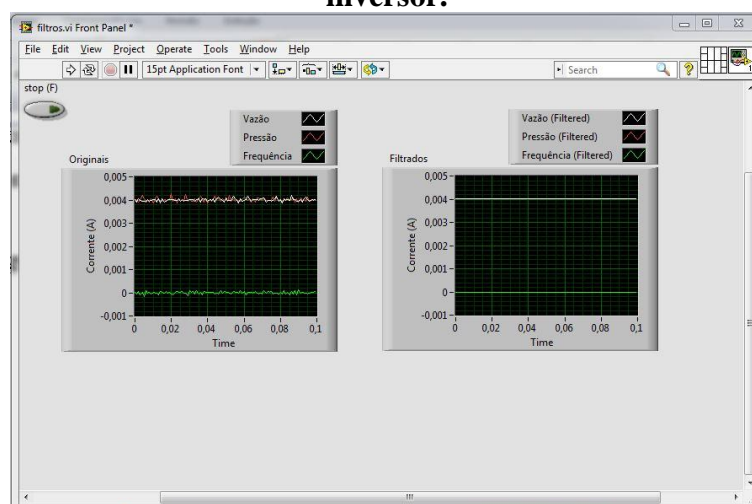 inversor.
filtros.vi Front Panel *
File Edit View Project Operate Tools Window Help
15pt Application Font
Search
1
stop (F)
Vazão
Pressão
Frequência
Originais
0,005
0,004
0,003
0,002
0,001
0
-0,001
Corrente (A)
0 0,02 0,04 0,06 0,08 0,1
Time
Vazão (Filtered)
Pressão (Filtered)
Frequência (Filtered)
Filtrados
0,005
0,004
0,003
0,002
0,001
0
-0,001
Corrente (A)
0 0,02 0,04 0,06 0,08 0,1
Time